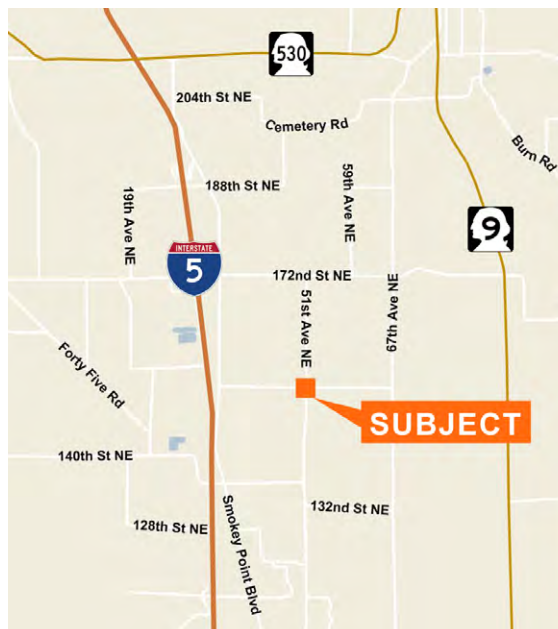 530
204th St NE
Cemetery Rd
Burn Rd
59th Ave NE
188th St NE
19th Ave NE
9
INTERSTATE
5
172nd St NE
51st Ave NE
67th Ave NE
Forty Five Rd
SUBJECT
140th St NE
132nd St NE
128th St NE
Smokey Point Blvd